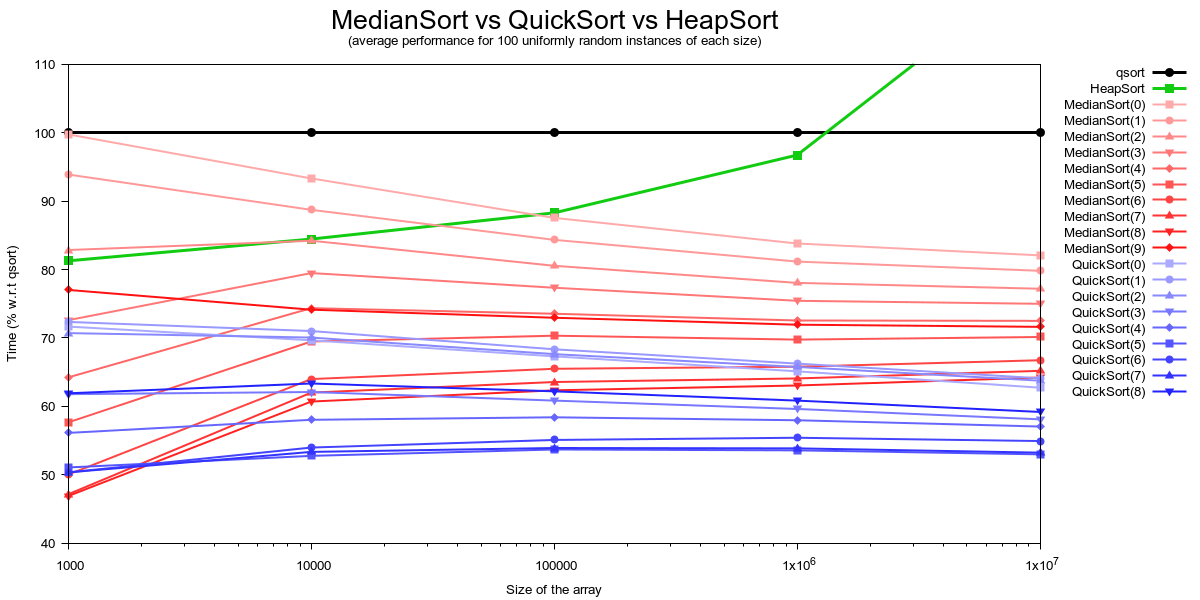 MedianSort vs QuickSort vs HeapSort
(average performance for 100 uniformly random instances of each size)
Time (% w.r.t qsort)
110
100
90
80
70
60
50
40
1000
10000
100000
1x10^6
1x10^7
Size of the array
qsort
HeapSort
MedianSort(0)
MedianSort(1)
MedianSort(2)
MedianSort(3)
MedianSort(4)
MedianSort(5)
MedianSort(6)
MedianSort(7)
MedianSort(8)
MedianSort(9)
QuickSort(0)
QuickSort(1)
QuickSort(2)
QuickSort(3)
QuickSort(4)
QuickSort(5)
QuickSort(6)
QuickSort(7)
QuickSort(8)